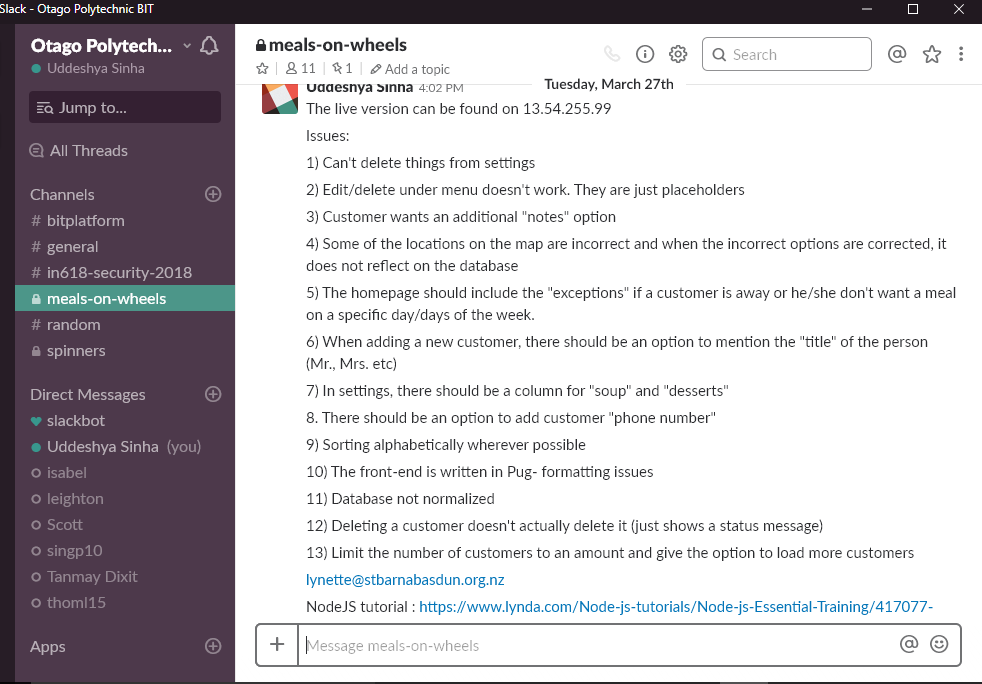 Slack - Otago Polytechnic BIT
Otago Polytech...
Uddeshya Sinha
Jump to...
All Threads
Channels
# bitplatform
# general
# in618-security-2018
meals-on-wheels
# random
spinners
Direct Messages
slackbot
Uddeshya Sinha (you)
isabel
leighton
Scott
singp10
Tanmay Dixit
thoml15
Apps
meals-on-wheels
11 | 1 | Add a topic
Search
Tuesday, March 27th
Uddeshya Sinha 4:02 PM
The live version can be found on 13.54.255.99
Issues:
1) Can't delete things from settings
2) Edit/delete under menu doesn't work. They are just placeholders
3) Customer wants an additional "notes" option
4) Some of the locations on the map are incorrect and when the incorrect options are corrected, it
does not reflect on the database
5) The homepage should include the "exceptions" if a customer is away or he/she don't want a meal
on a specific day/days of the week.
6) When adding a new customer, there should be an option to mention the "title" of the person
(Mr., Mrs. etc)
7) In settings, there should be a column for "soup" and "desserts"
8. There should be an option to add customer "phone number"
9) Sorting alphabetically wherever possible
10) The front-end is written in Pug- formatting issues
11) Database not normalized
12) Deleting a customer doesn't actually delete it (just shows a status message)
13) Limit the number of customers to an amount and give the option to load more customers
lynette@stbarnabasdun.org.nz
NodeJS tutorial : https://www.lynda.com/Node-js-tutorials/Node-js-Essential-Training/417077-
Message meals-on-wheels